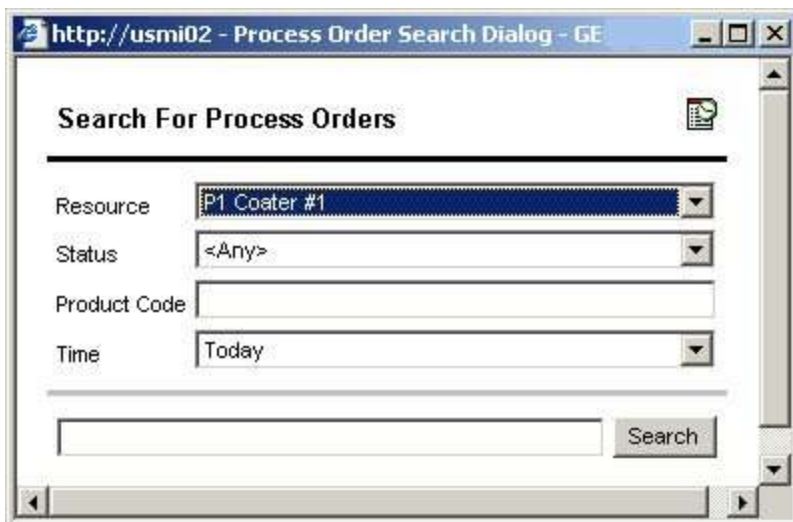 http://usmi02 - Process Order Search Dialog - GE
Search For Process Orders
Resource P1 Coater #1
Status <Any>
Product Code
Time Today
Search